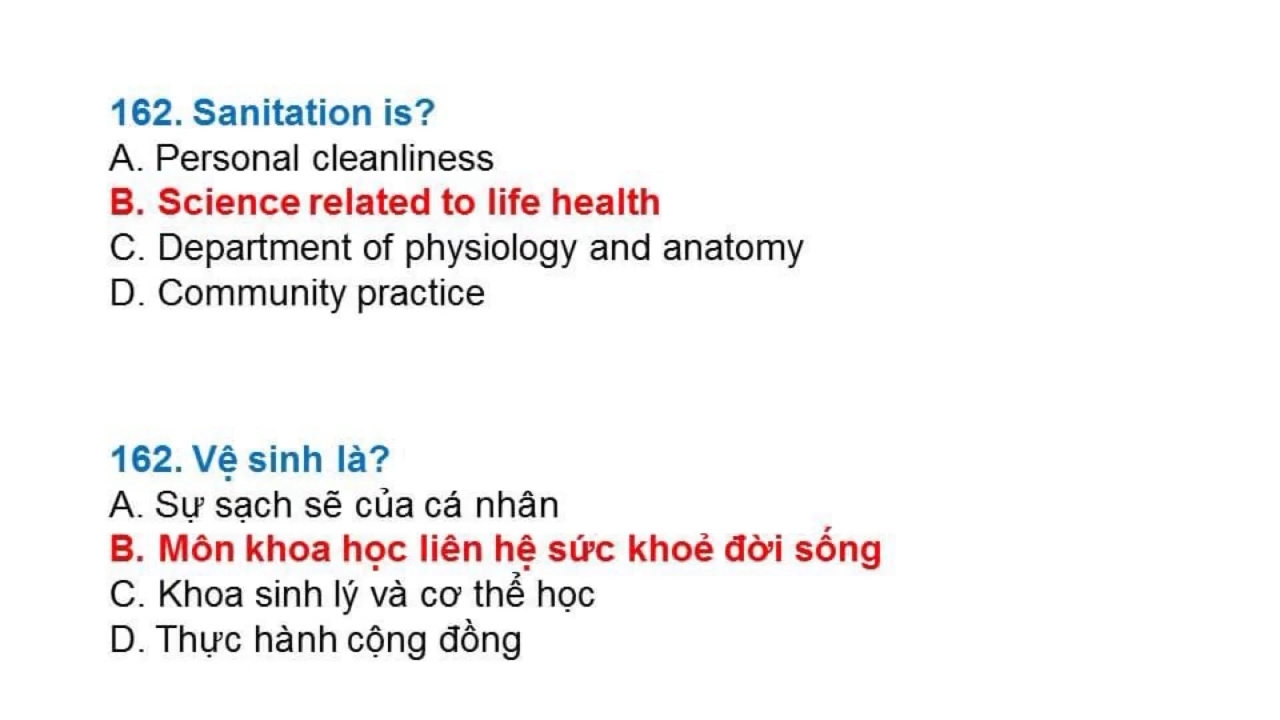 162. Sanitation is?
A. Personal cleanliness
B. Science related to life health
C. Department of physiology and anatomy
D. Community practice
162. Vệ sinh là?
A. Sự sạch sẽ của cá nhân
B. Môn khoa học liên hệ sức khoẻ đời sống
C. Khoa sinh lý và cơ thể học
D. Thực hành cộng đồng